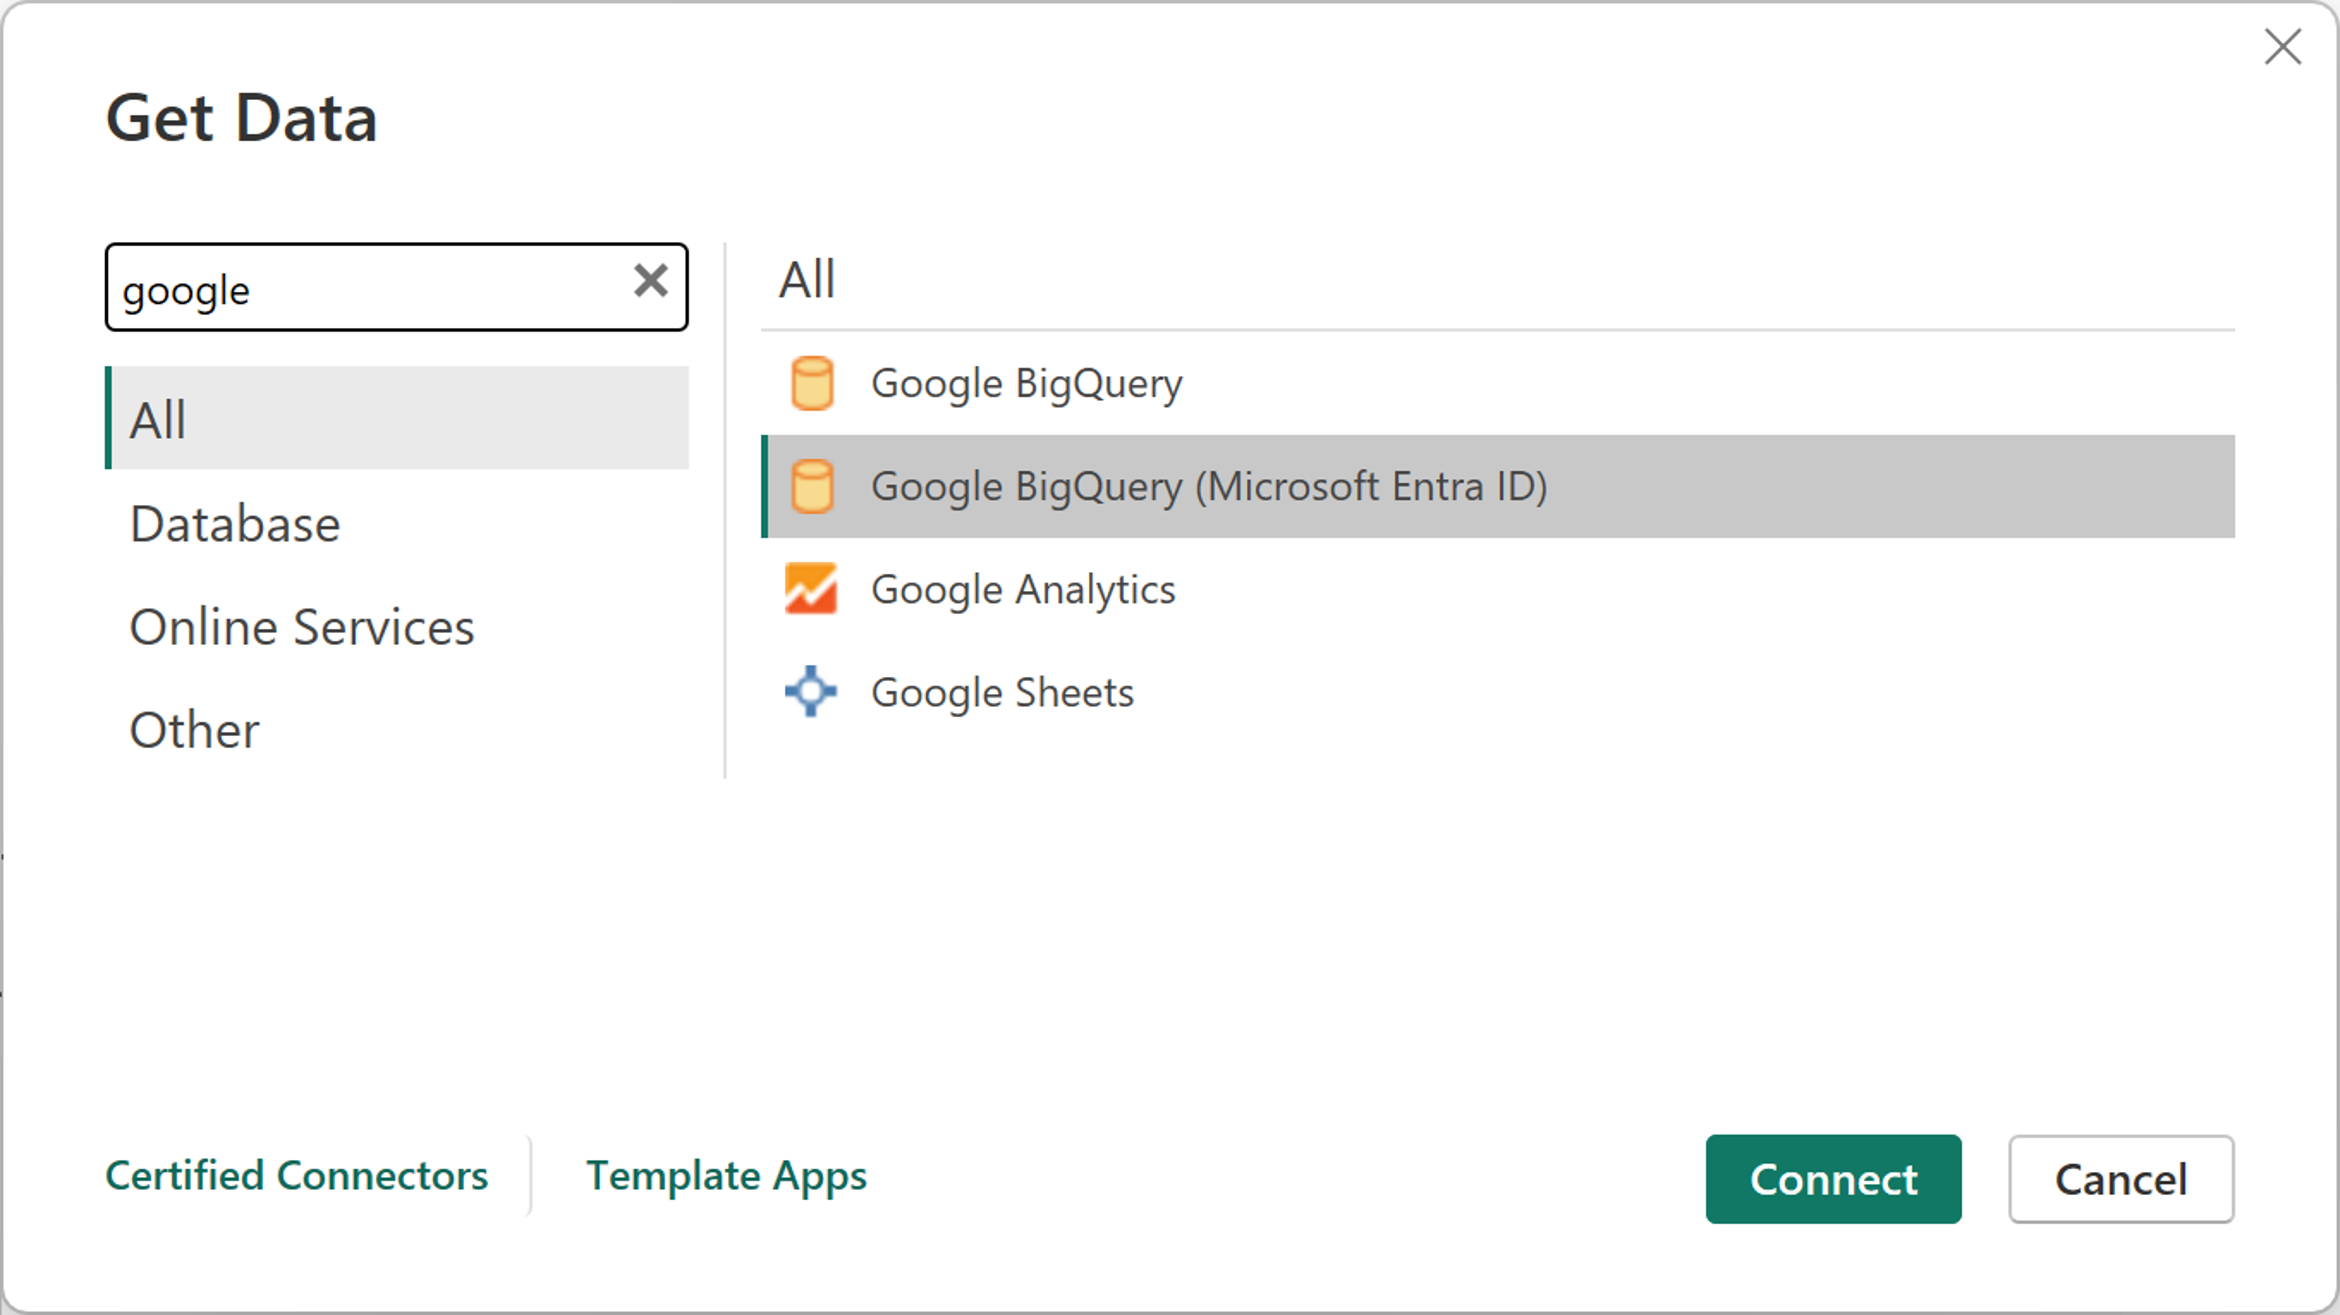 Get Data
google
All
Database
Online Services
Other
All
Google BigQuery
Google BigQuery (Microsoft Entra ID)
Google Analytics
Google Sheets
Certified Connectors
Template Apps
Connect
Cancel